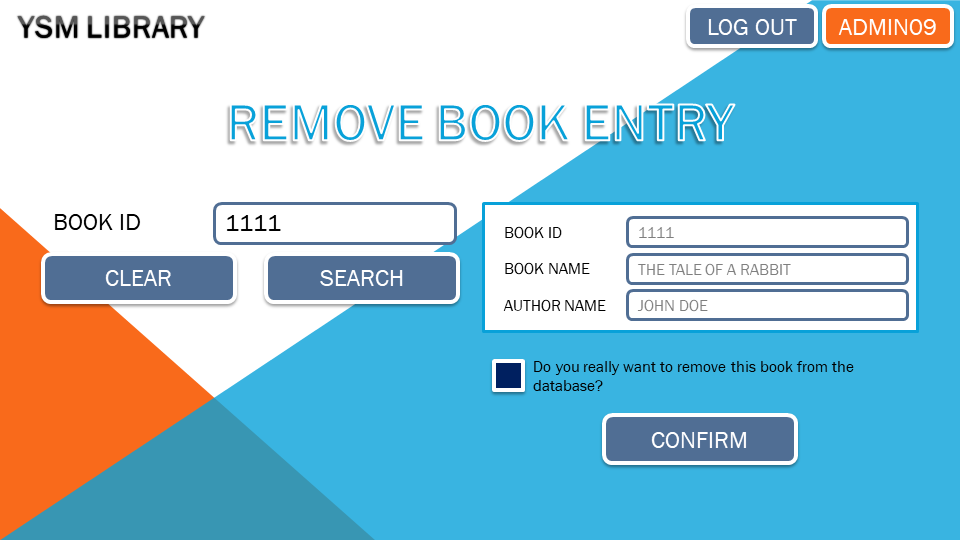 YSM LIBRARY
LOG OUT
ADMIN09
REMOVE BOOK ENTRY
BOOK ID
1111
CLEAR
SEARCH
BOOK ID
1111
BOOK NAME
THE TALE OF A RABBIT
AUTHOR NAME
JOHN DOE
Do you really want to remove this book from the
database?
CONFIRM